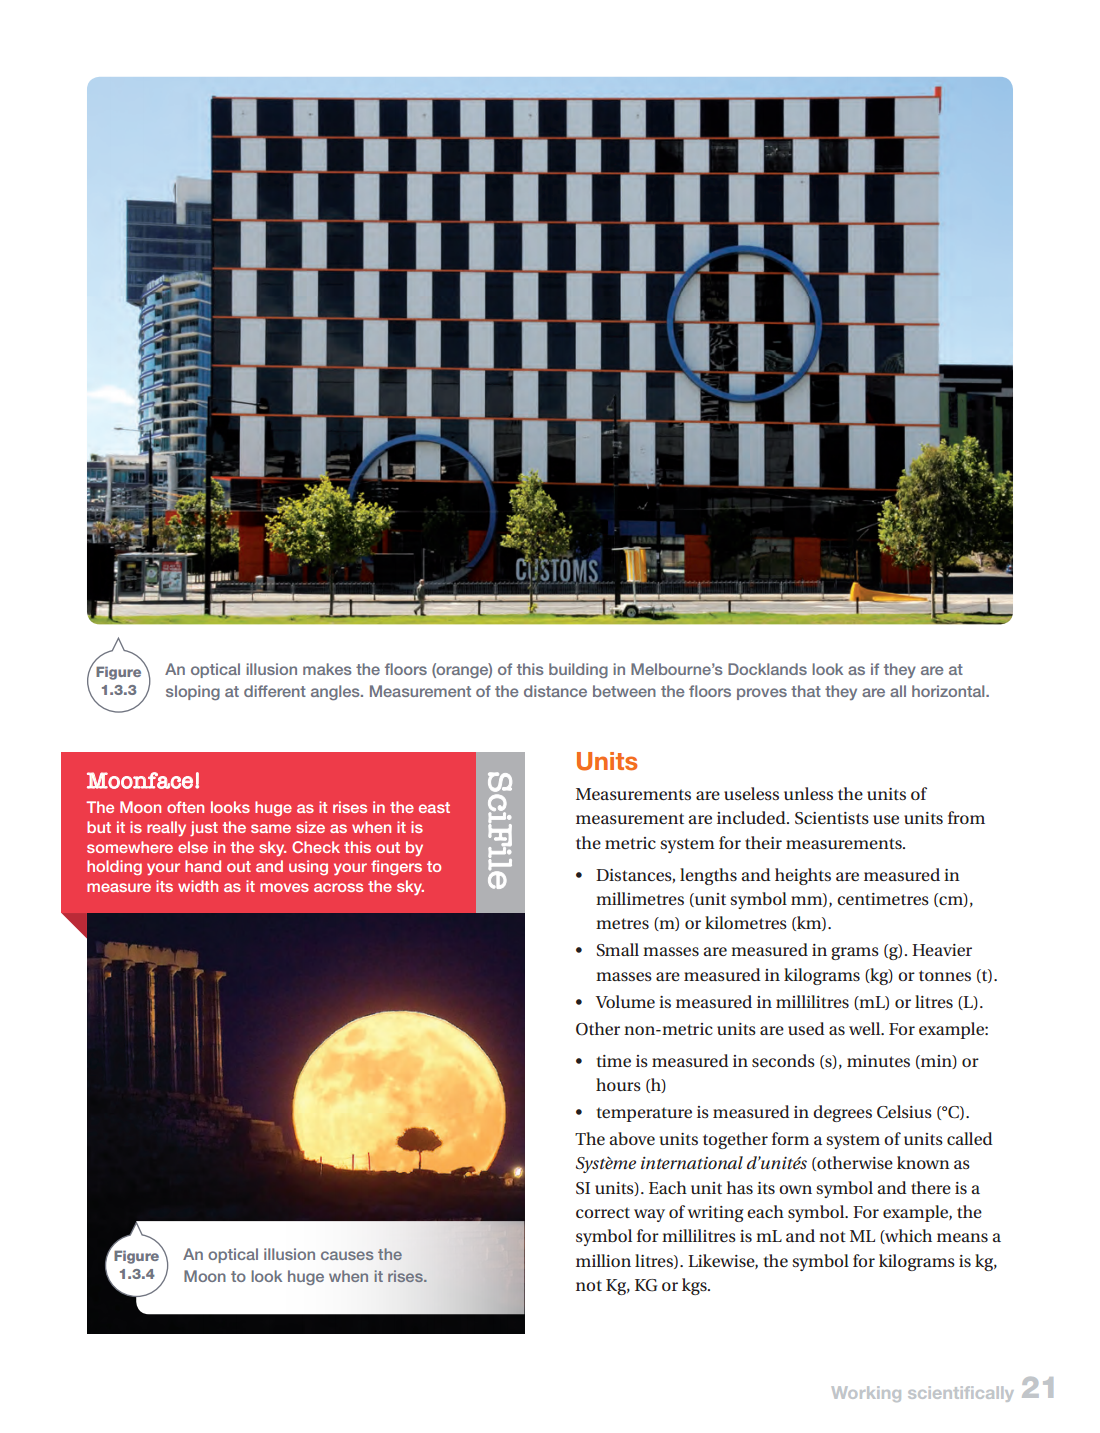 CUSTOMS
Figure
1.3.3
An optical illusion makes the floors (orange) of this building in Melbourne's Docklands look as if they are at
sloping at different angles. Measurement of the distance between the floors proves that they are all horizontal.
Moonface!
The Moon often looks huge as it rises in the east
but it is really just the same size as when it is
somewhere else in the sky. Check this out by
holding your hand out and using your fingers to
measure its width as it moves across the sky.
SciFile
Figure
1.3.4
An optical illusion causes the
Moon to look huge when it rises.
Units
Measurements are useless unless the units of
measurement are included. Scientists use units from
the metric system for their measurements.
• Distances, lengths and heights are measured in
millimetres (unit symbol mm), centimetres (cm),
metres (m) or kilometres (km).
• Small masses are measured in grams (g). Heavier
masses are measured in kilograms (kg) or tonnes (t).
• Volume is measured in millilitres (mL) or litres (L).
Other non-metric units are used as well. For example:
• time is measured in seconds (s), minutes (min) or
hours (h)
• temperature is measured in degrees Celsius (°C).
The above units together form a system of units called
Système international d'unités (otherwise known as
SI units). Each unit has its own symbol and there is a
correct way of writing each symbol. For example, the
symbol for millilitres is mL and not ML (which means a
million litres). Likewise, the symbol for kilograms is kg,
not Kg, KG or kgs.
Working scientifically 21